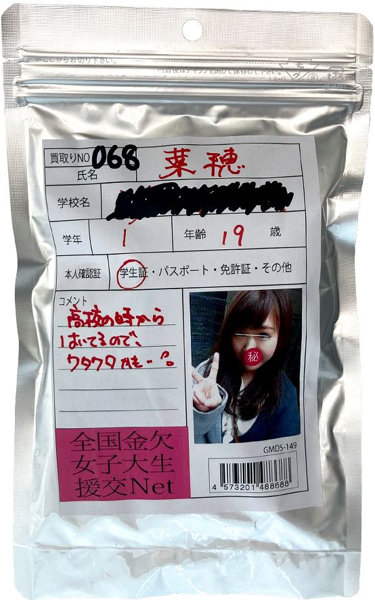 買取りNO 068
氏名 菜穂
学校名
学年 1 年齢 19 歳
本人確認証 学生証・パスポート・免許証・その他
コメント
高校の時から
はいてるので、
クタクタかも…。
秘
全国金欠
女子大生
援交Net
GMDS-149
4 573201 468668